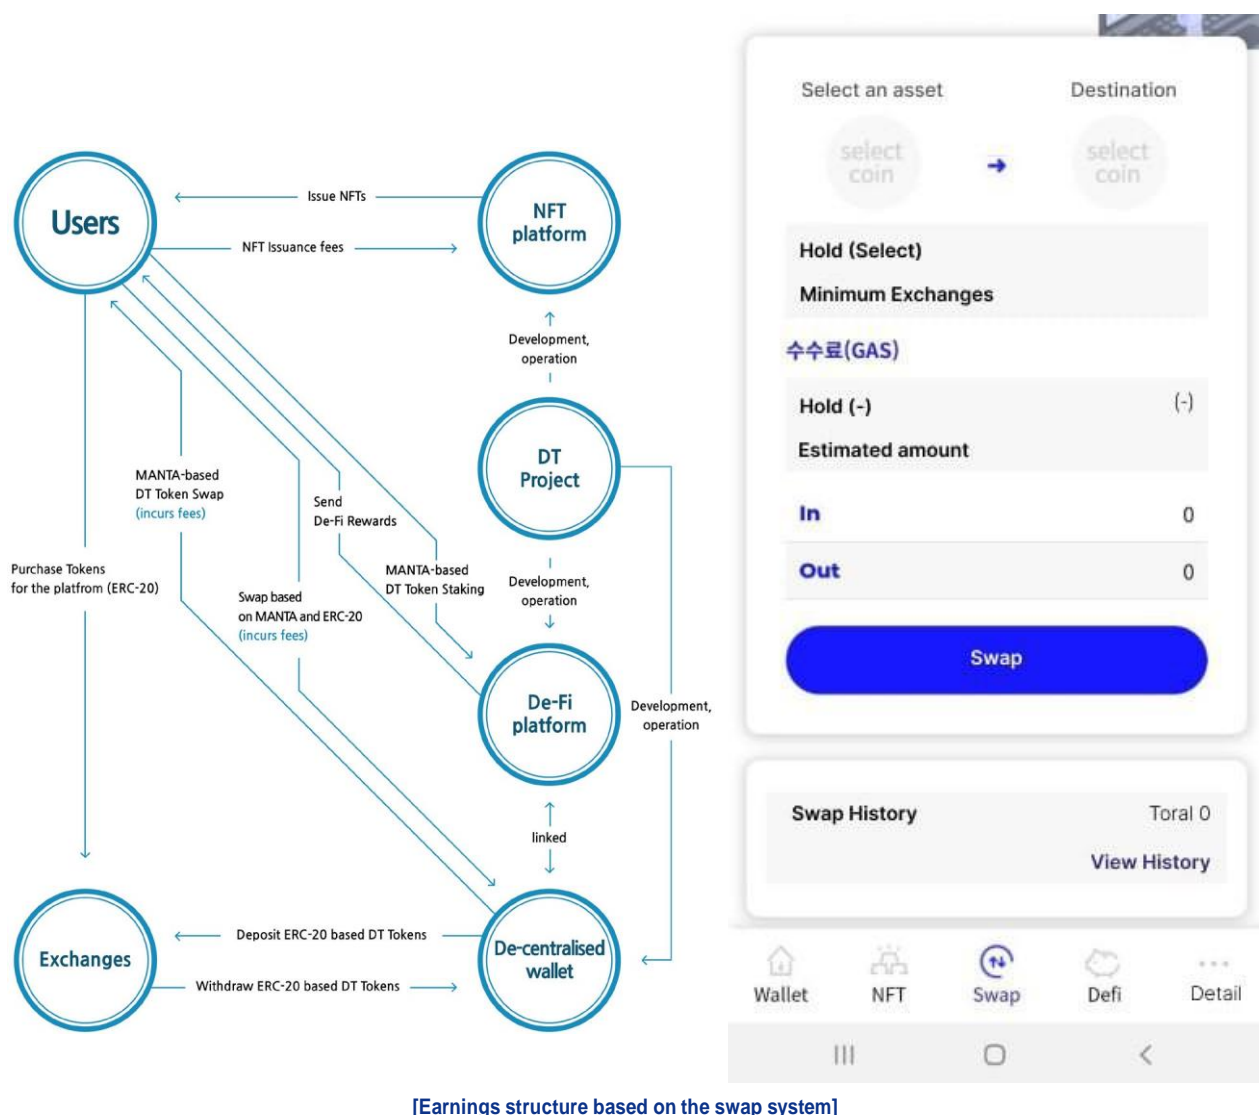 Users
Issue NFTs
NFT Issuance fees
NFT
platform
Development,
operation
DT
Project
MANTA-based
DT Token Swap
(incurs fees)
Send
De-Fi Rewards
Purchase Tokens
for the platfrom (ERC-20)
Swap based
on MANTA and ERC-20
(incurs fees)
MANTA-based
DT Token Staking
Development,
operation
De-Fi
platform
Development,
operation
linked
Exchanges
Deposit ERC-20 based DT Tokens
Withdraw ERC-20 based DT Tokens
De-centralised
wallet
Select an asset
Destination
select
coin
select
coin
Hold (Select)
Minimum Exchanges
수수료(GAS)
Hold (-)
(-)
Estimated amount
In
0
Out
0
Swap
Swap History
Toral 0
View History
Wallet
NFT
Swap
Defi
Detail
[Earnings structure based on the swap system]